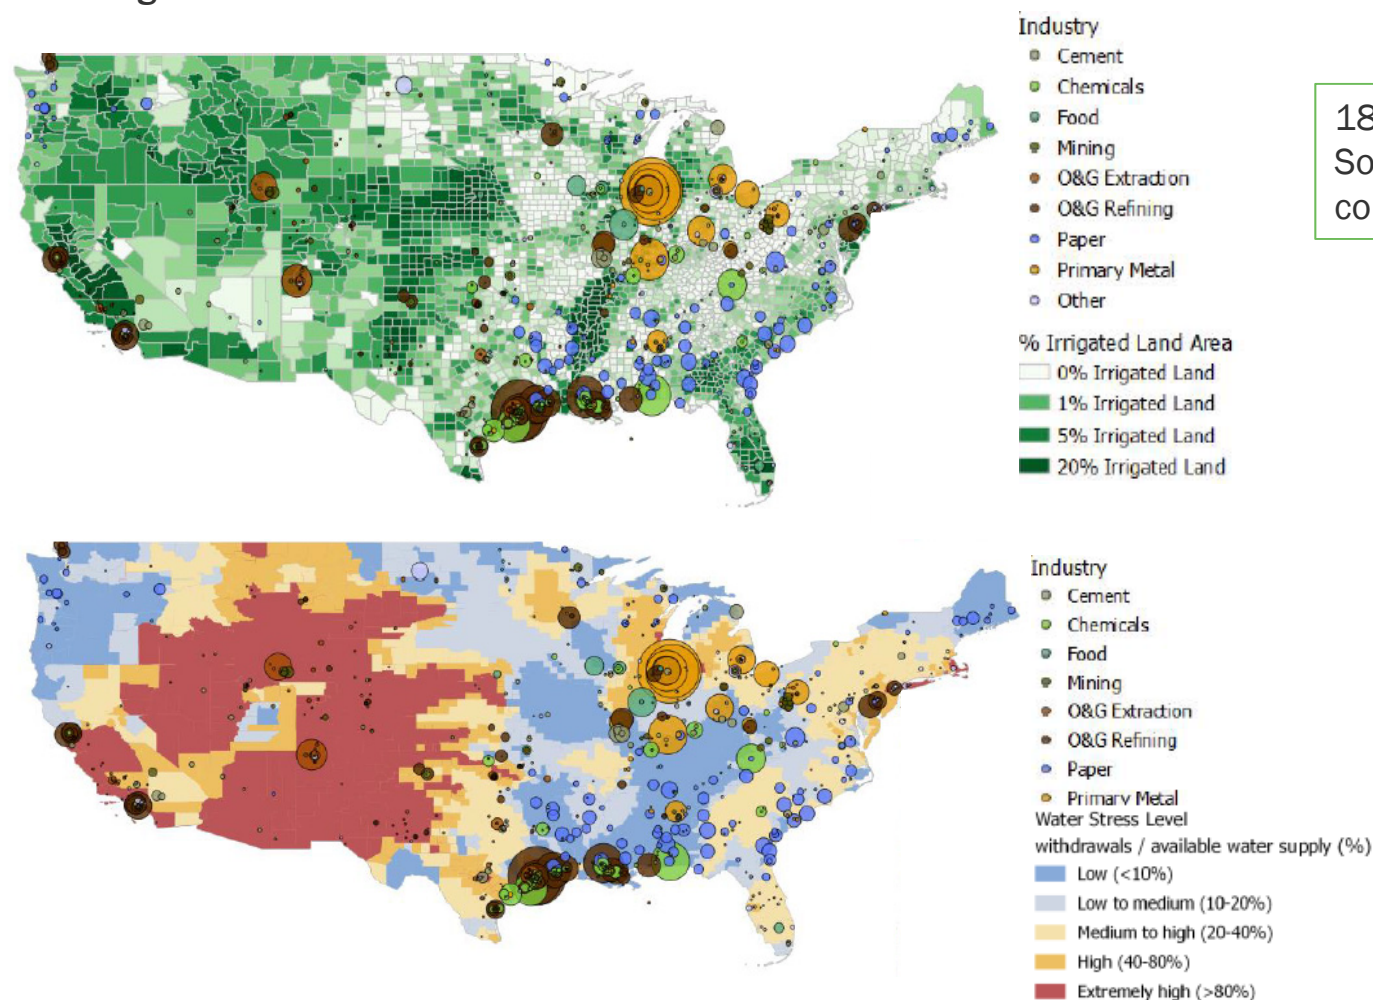 Industry
Cement
Chemicals
Food
Mining
O&G Extraction
O&G Refining
Paper
Primary Metal
Other
% Irrigated Land Area
0% Irrigated Land
1% Irrigated Land
5% Irrigated Land
20% Irrigated Land
18
So
co
Industry
Cement
Chemicals
Food
Mining
O&G Extraction
O&G Refining
Paper
Primary Metal
Water Stress Level
withdrawals / available water supply (%)
Low (<10%)
Low to medium (10-20%)
Medium to high (20-40%)
High (40-80%)
Extremely high (>80%)